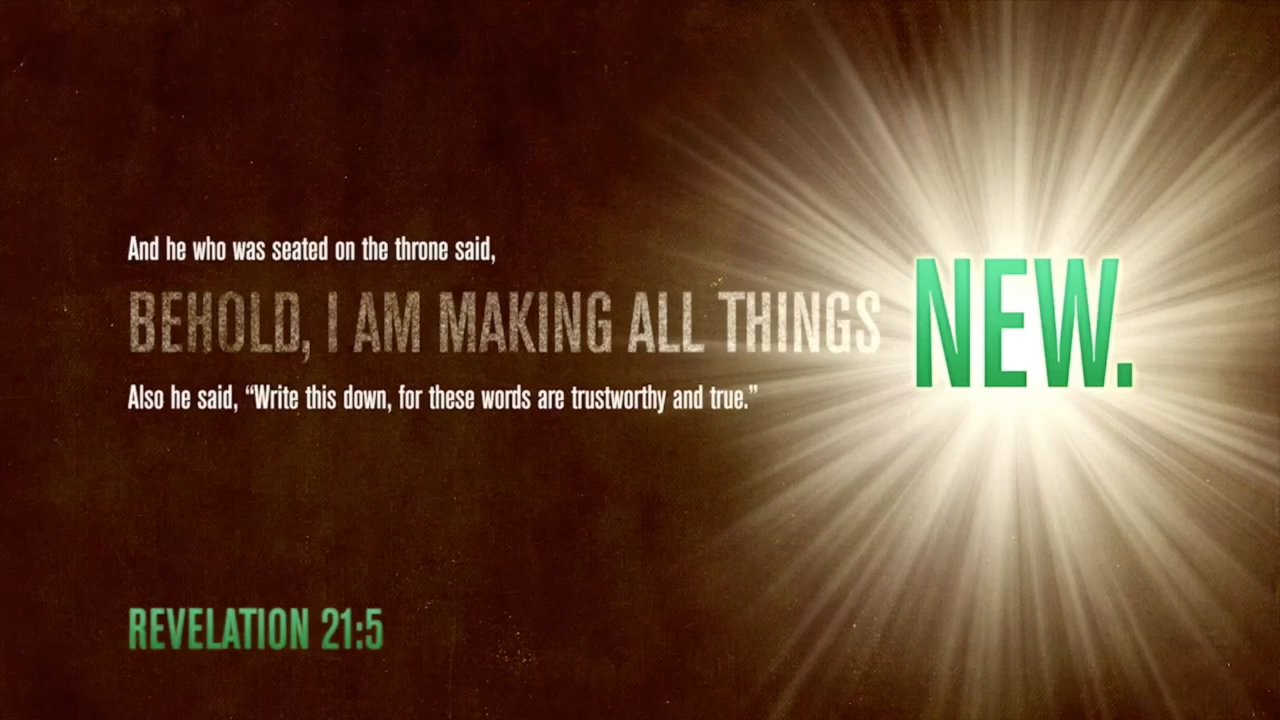 And he who was seated on the throne said,
BEHOLD, I AM MAKING ALL THINGS NEW.
Also he said, “Write this down, for these words are trustworthy and true.”
REVELATION 21:5